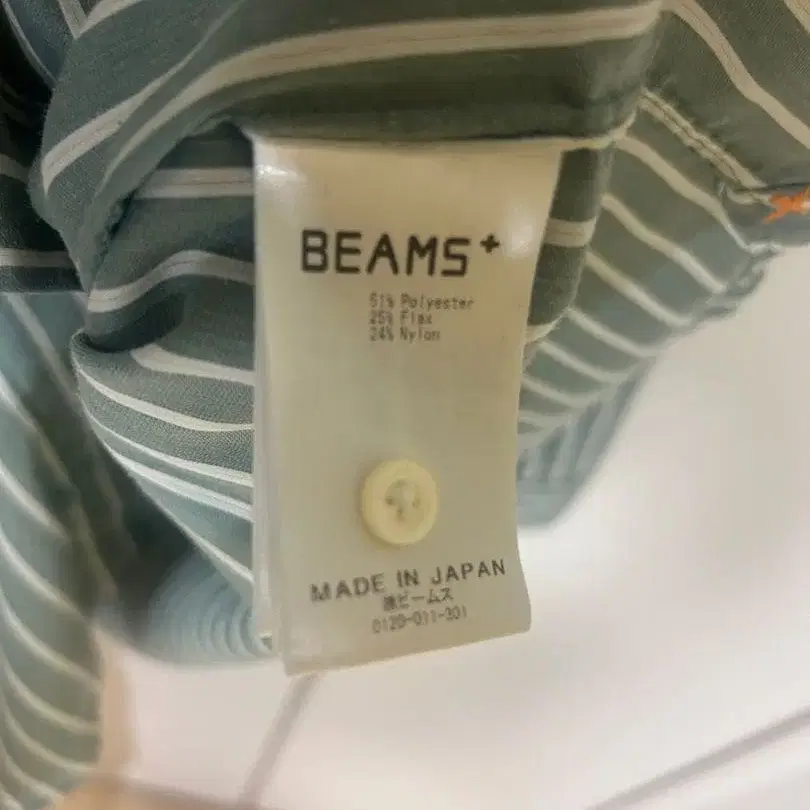 BEAMS+
51% Polyester
25% Flax
24% Nylon
MADE IN JAPAN
㈱ビームス
0120-011-301